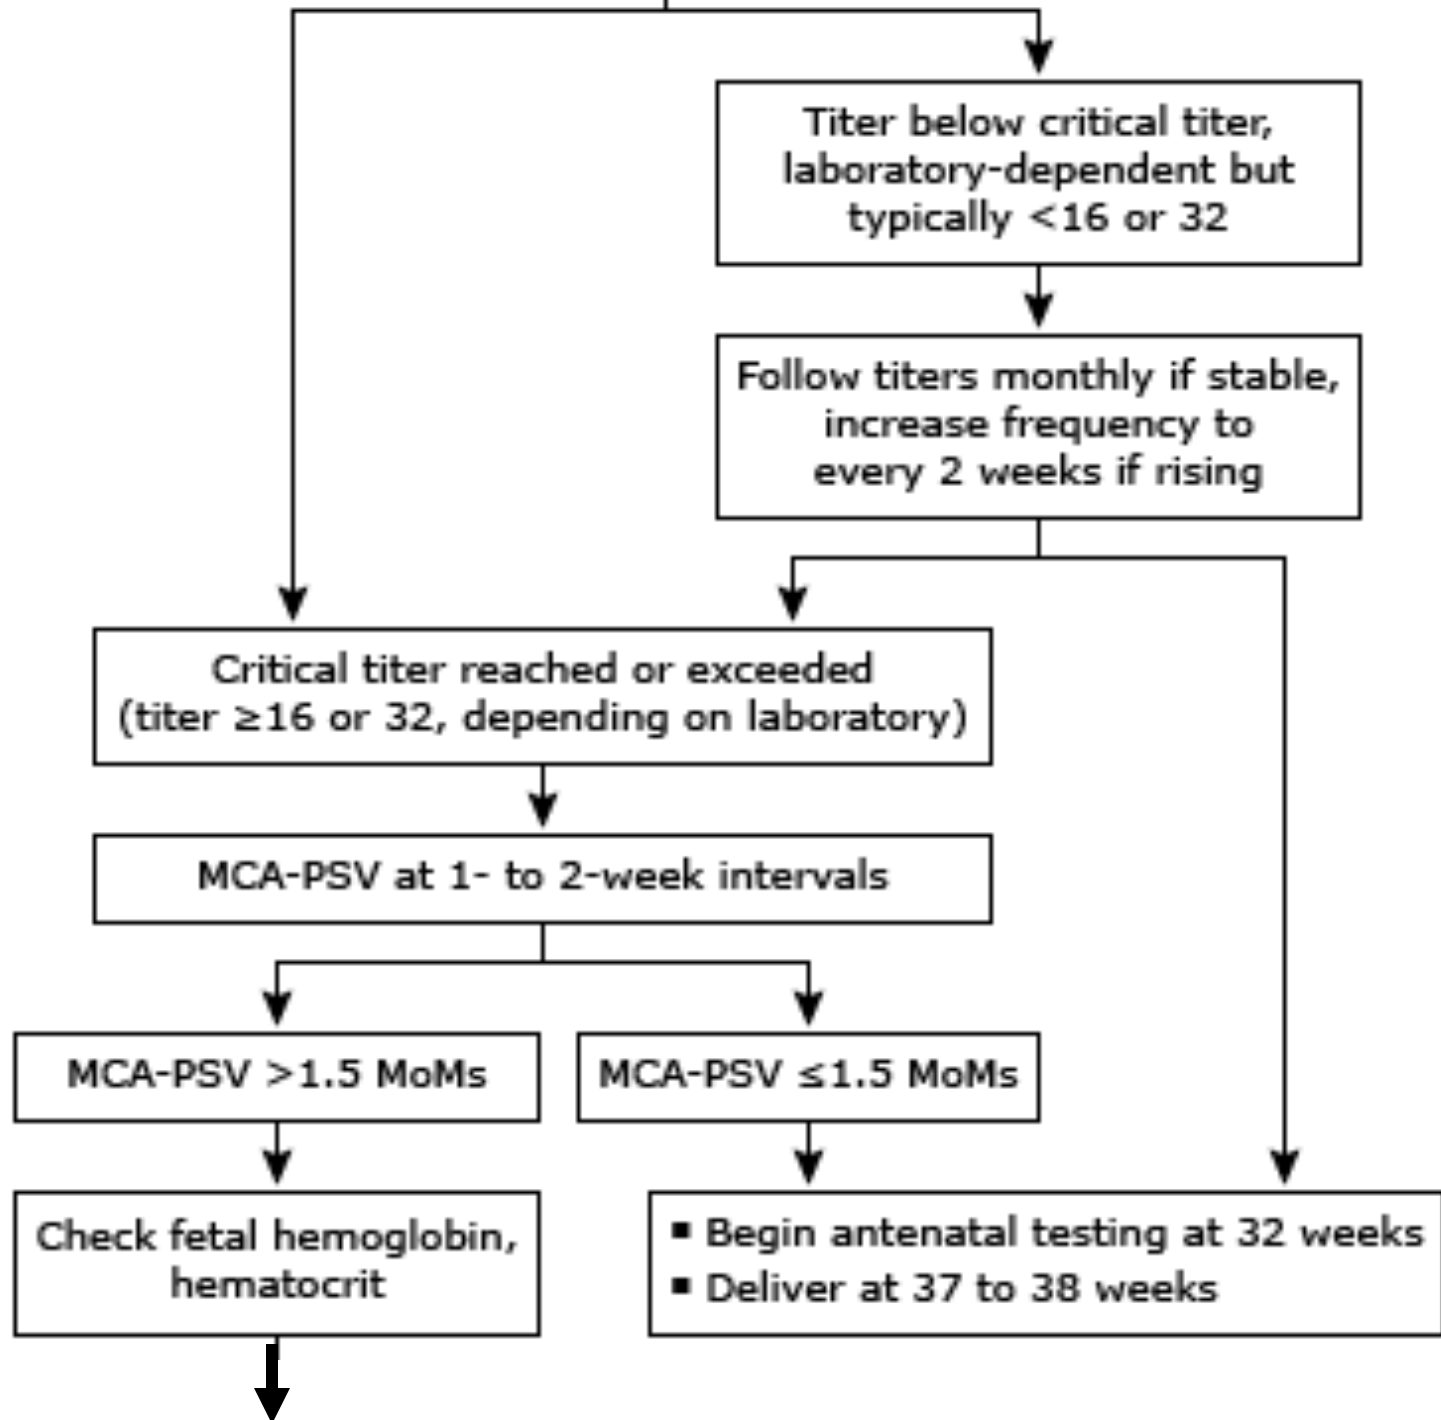 Titer below critical titer,
laboratory-dependent but
typically <16 or 32
Follow titers monthly if stable,
increase frequency to
every 2 weeks if rising
Critical titer reached or exceeded
(titer ≥16 or 32, depending on laboratory)
MCA-PSV at 1- to 2-week intervals
MCA-PSV >1.5 MoMs
MCA-PSV ≤1.5 MoMs
Check fetal hemoglobin,
hematocrit
▪ Begin antenatal testing at 32 weeks
▪ Deliver at 37 to 38 weeks